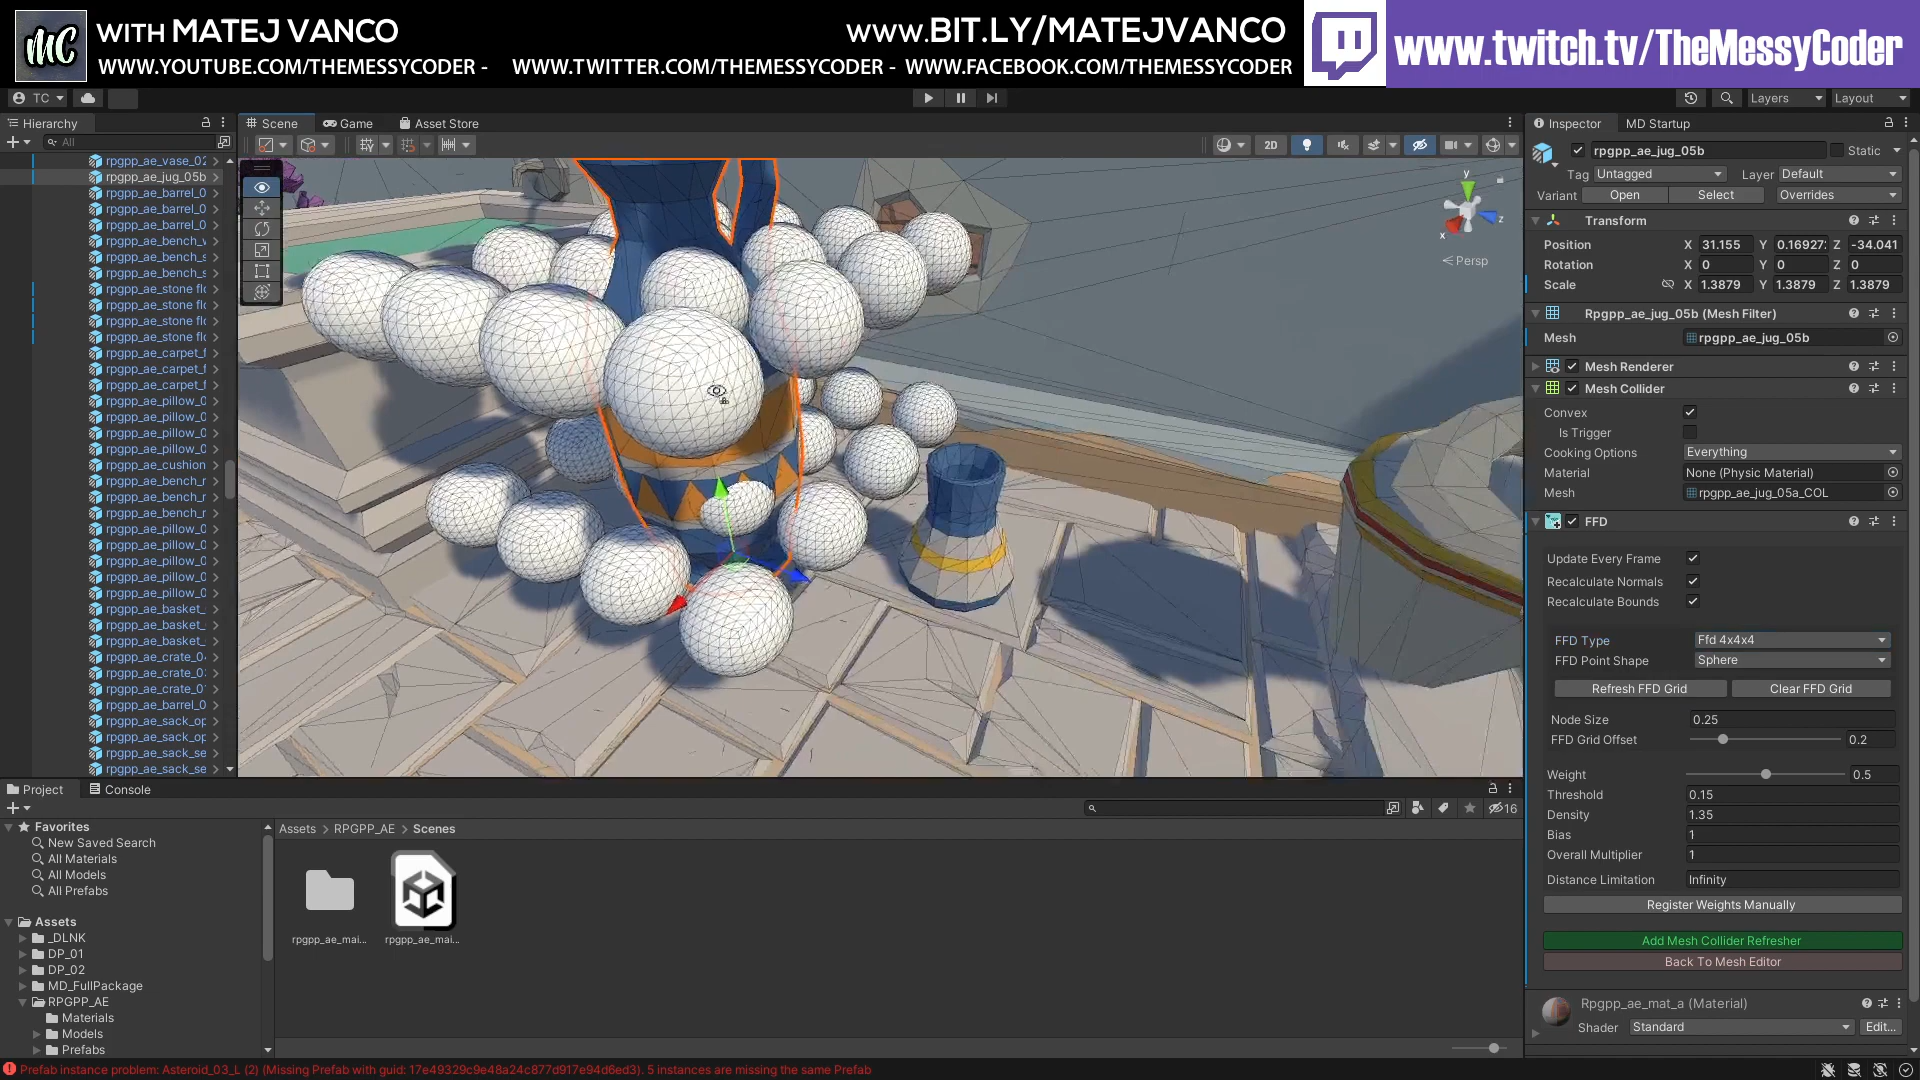 MC
WITH MATEJ VANCO
WWW.YOUTUBE.COM/THEMESSYCODER - WWW.TWITTER.COM/THEMESSYCODER - WWW.FACEBOOK.COM/THEMESSYCODER
WWW.BIT.LY/MATEJVANCO
www.twitch.tv/TheMessyCoder
TC
Layers
Layout
Hierarchy
All
rpgpp_ae_vase_02
rpgpp_ae_jug_05b
rpgpp_ae_barrel_0
rpgpp_ae_barrel_0
rpgpp_ae_barrel_0
rpgpp_ae_bench_v
rpgpp_ae_bench_s
rpgpp_ae_bench_s
rpgpp_ae_stone flo
rpgpp_ae_stone flo
rpgpp_ae_stone flo
rpgpp_ae_stone flo
rpgpp_ae_carpet_f
rpgpp_ae_carpet_f
rpgpp_ae_carpet_f
rpgpp_ae_pillow_0
rpgpp_ae_pillow_0
rpgpp_ae_pillow_0
rpgpp_ae_pillow_0
rpgpp_ae_cushion
rpgpp_ae_bench_r
rpgpp_ae_bench_r
rpgpp_ae_bench_r
rpgpp_ae_pillow_0
rpgpp_ae_pillow_0
rpgpp_ae_pillow_0
rpgpp_ae_pillow_0
rpgpp_ae_pillow_0
rpgpp_ae_basket_
rpgpp_ae_basket_
rpgpp_ae_basket_
rpgpp_ae_crate_04
rpgpp_ae_crate_03
rpgpp_ae_crate_01
rpgpp_ae_barrel_0
rpgpp_ae_sack_op
rpgpp_ae_sack_op
rpgpp_ae_sack_se
rpgpp_ae_sack_se
Scene Game Asset Store
2D
y
z
x
Persp
Inspector MD Startup
rpgpp_ae_jug_05b Static
Tag Untagged Layer Default
Variant Open Select Overrides
Transform
Position X 31.155 Y 0.16927 Z -34.041
Rotation X 0 Y 0 Z 0
Scale X 1.3879 Y 1.3879 Z 1.3879
Rpgpp_ae_jug_05b (Mesh Filter)
Mesh rpgpp_ae_jug_05b
Mesh Renderer
Mesh Collider
Convex
Is Trigger
Cooking Options Everything
Material None (Physic Material)
Mesh rpgpp_ae_jug_05a_COL
FFD
Update Every Frame
Recalculate Normals
Recalculate Bounds
FFD Type Ffd 4x4x4
FFD Point Shape Sphere
Refresh FFD Grid Clear FFD Grid
Node Size 0.25
FFD Grid Offset 0.2
Weight 0.5
Threshold 0.15
Density 1.35
Bias 1
Overall Multiplier 1
Distance Limitation Infinity
Register Weights Manually
Add Mesh Collider Refresher
Back To Mesh Editor
Rpgpp_ae_mat_a (Material)
Shader Standard Edit...
Project Console
16
Favorites
New Saved Search
All Materials
All Models
All Prefabs
Assets
_DLNK
DP_01
DP_02
MD_FullPackage
RPGPP_AE
Materials
Models
Prefabs
Assets > RPGPP_AE > Scenes
rpgpp_ae_mai... rpgpp_ae_mai...
Prefab instance problem: Asteroid_03_L (2) (Missing Prefab with guid: 17e49329c9e48a24c877d917e94d6ed3). 5 instances are missing the same Prefab